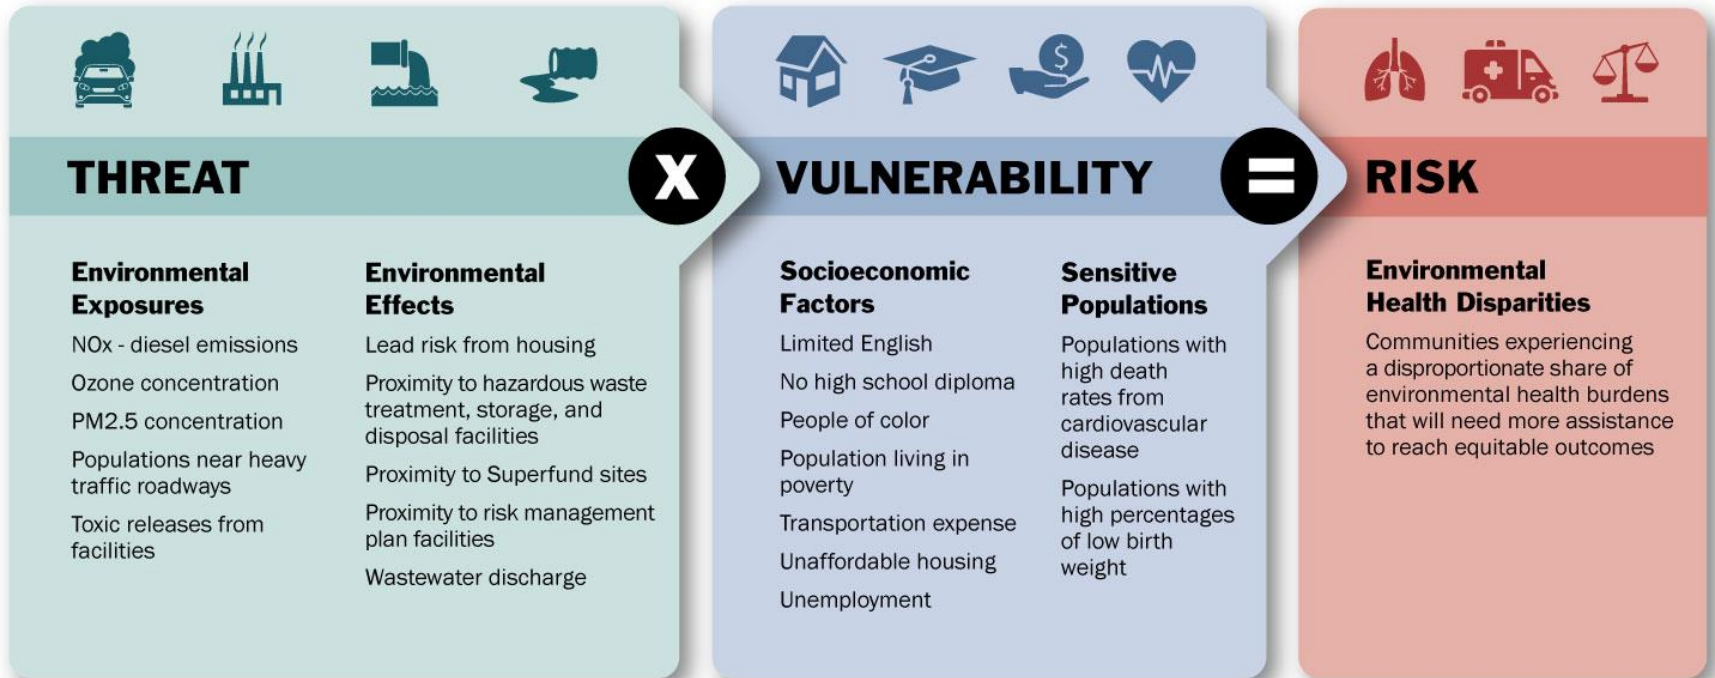 THREAT
X
Environmental
Exposures
NOx - diesel emissions
Ozone concentration
PM2.5 concentration
Populations near heavy
traffic roadways
Toxic releases from
facilities
Environmental
Effects
Lead risk from housing
Proximity to hazardous waste
treatment, storage, and
disposal facilities
Proximity to Superfund sites
Proximity to risk management
plan facilities
Wastewater discharge
$
VULNERABILITY
=
Socioeconomic
Factors
Limited English
No high school diploma
People of color
Population living in
poverty
Transportation expense
Unaffordable housing
Unemployment
Sensitive
Populations
Populations with
high death
rates from
cardiovascular
disease
Populations with
high percentages
of low birth
weight
RISK
Environmental
Health Disparities
Communities experiencing
a disproportionate share of
environmental health burdens
that will need more assistance
to reach equitable outcomes